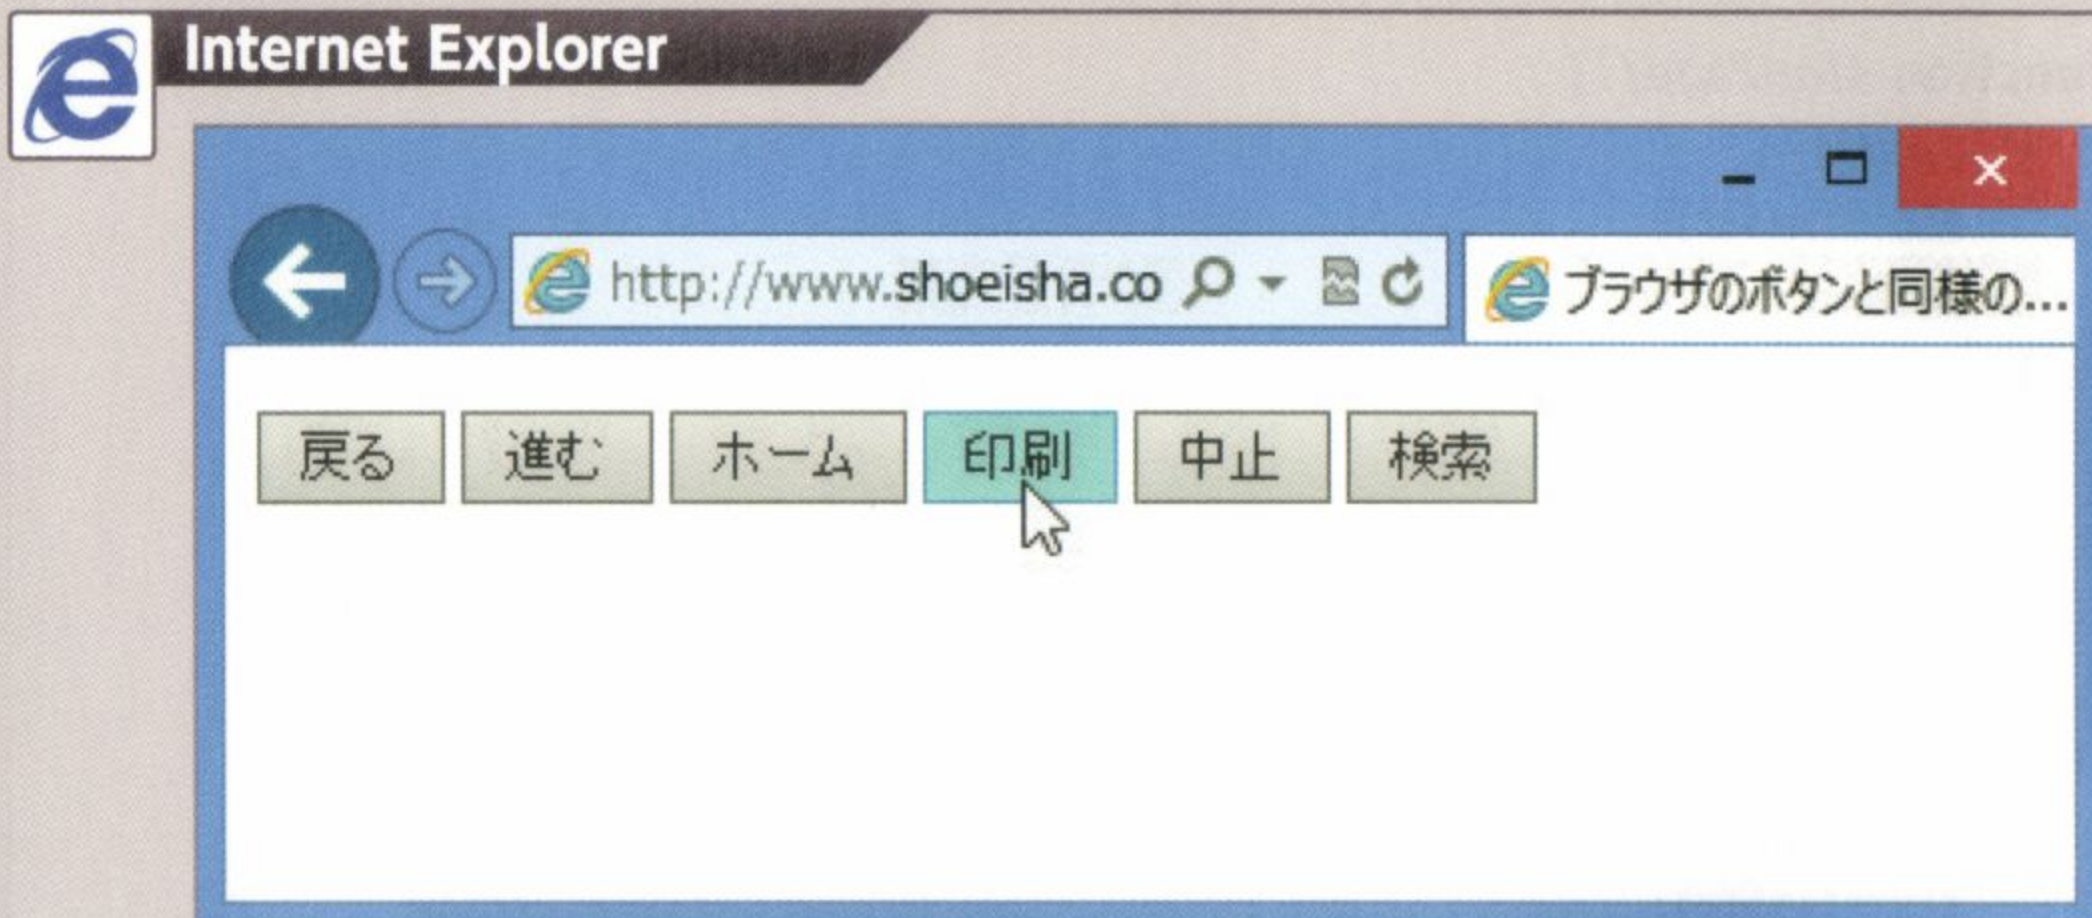 Internet Explorer
http://www.shoeisha.co
ブラウザのボタンと同様の...
戻る 進む ホーム 印刷 中止 検索